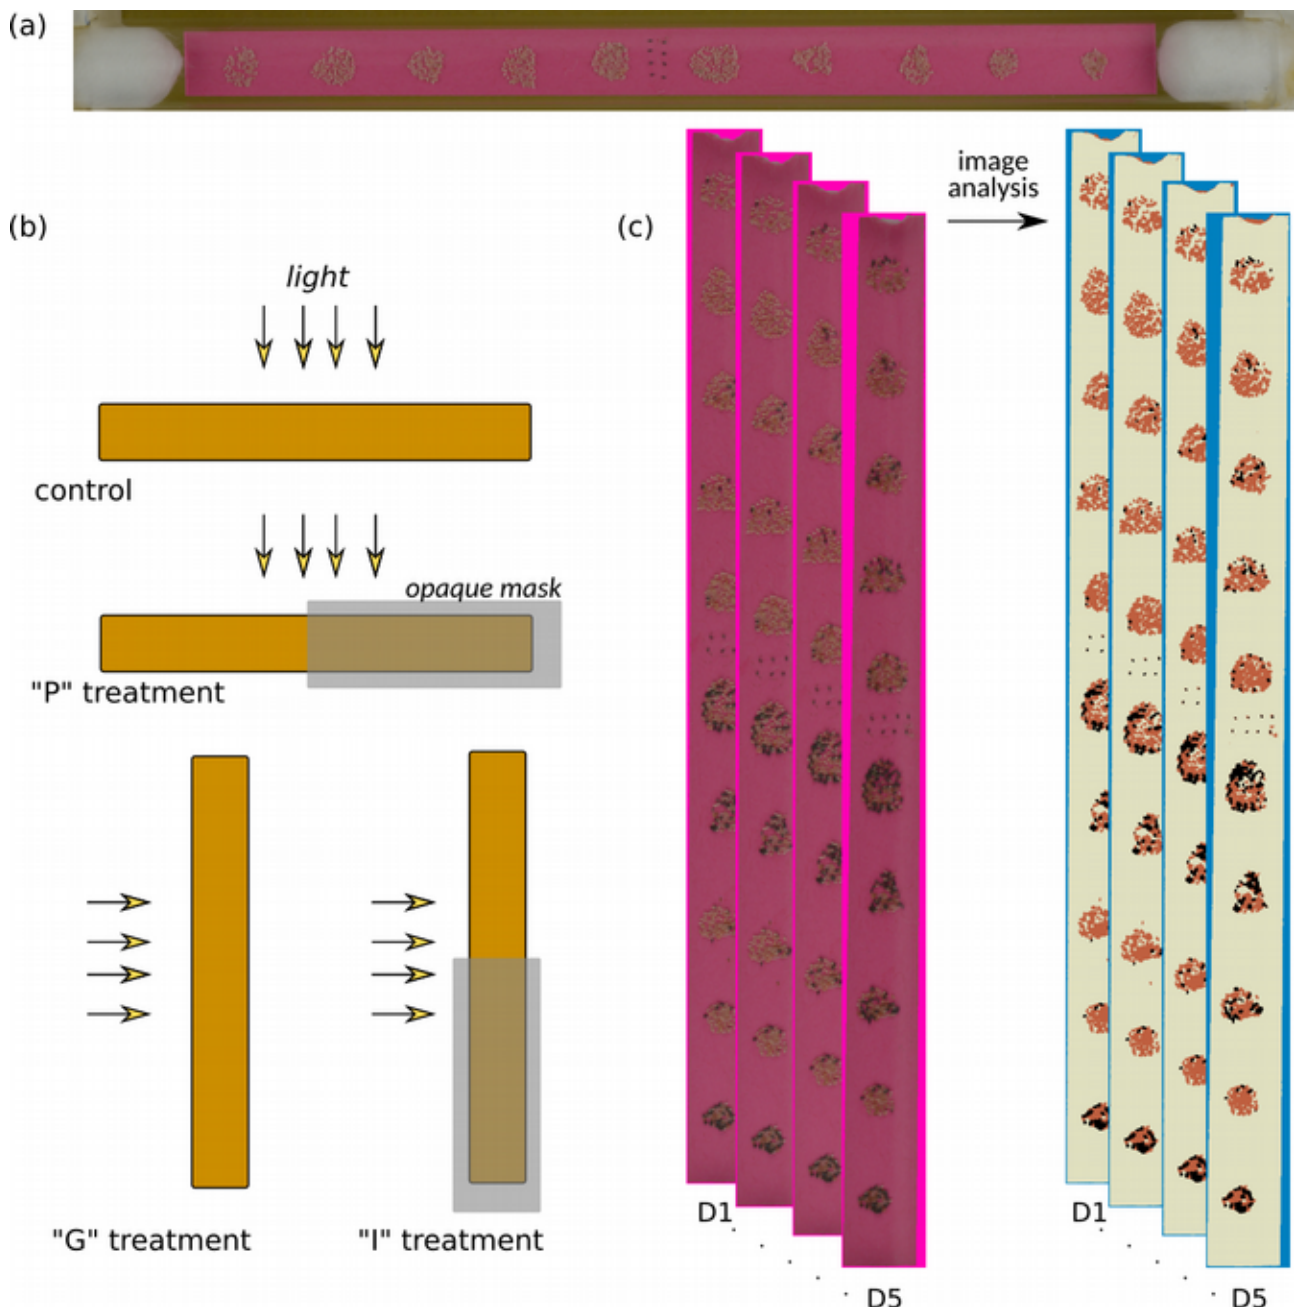 (a)
image
analysis
(b)
(c)
light
control
opaque mask
"P" treatment
"G" treatment
"I" treatment
D1
D5
D1
D5